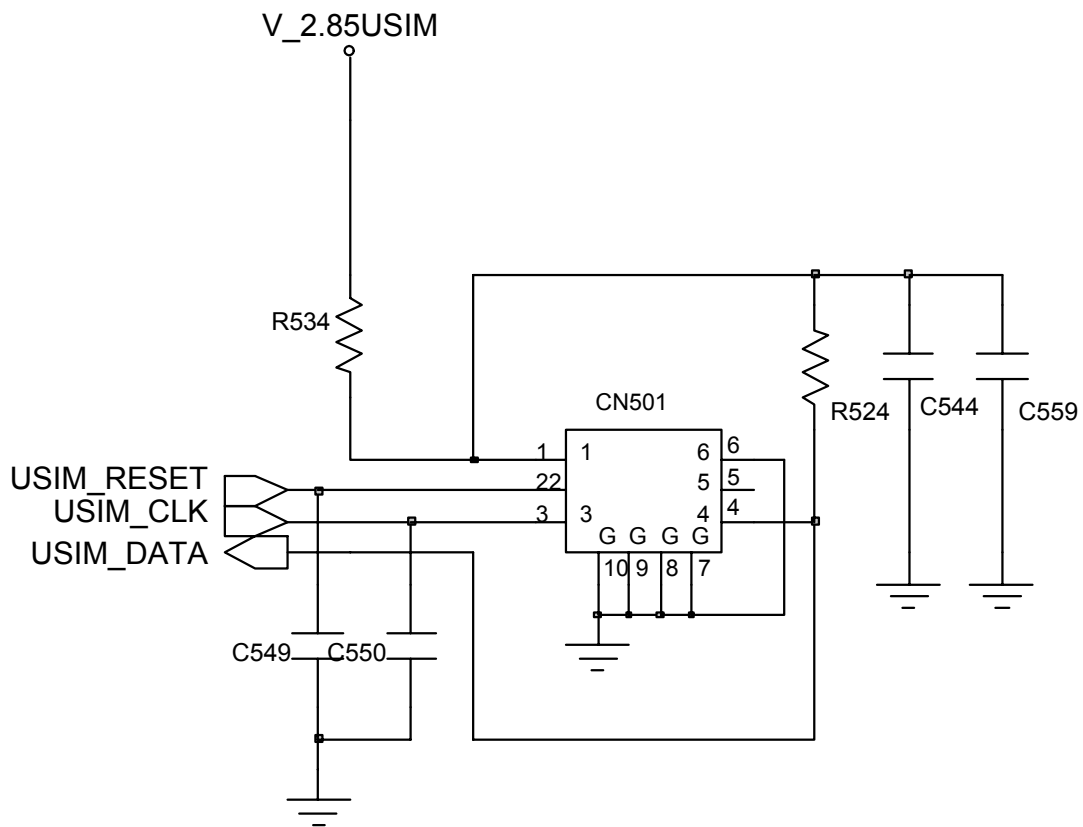 V_2.85USIM
R534
CN501
R524
C544
C559
1
1
6
6
USIM_RESET
22
5
5
USIM_CLK
3
3
4
4
USIM_DATA
G G G G
10 9 8 7
C549
C550